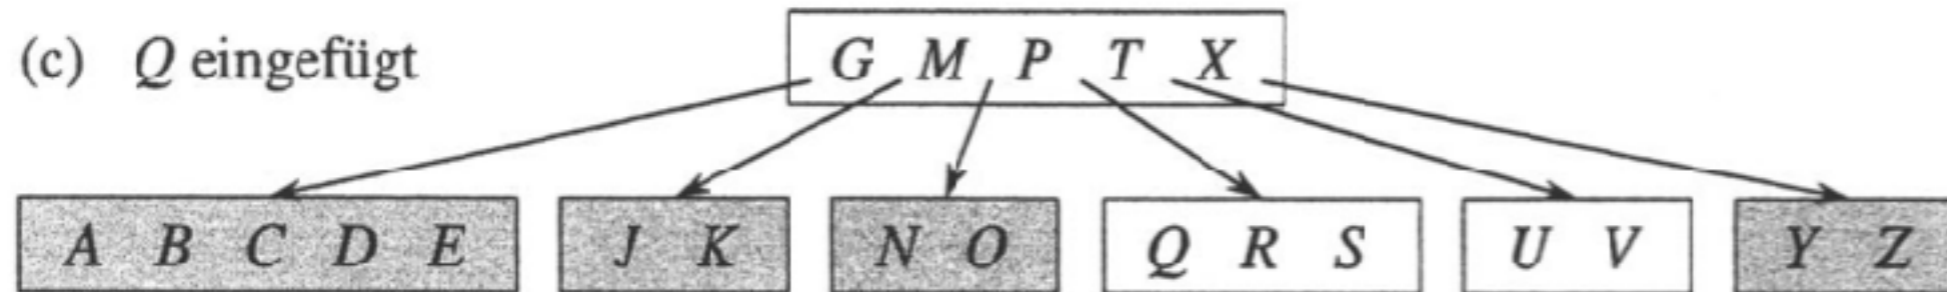 (c) Q eingefügt
G M P T X
A B C D E J K N O Q R S U V Y Z